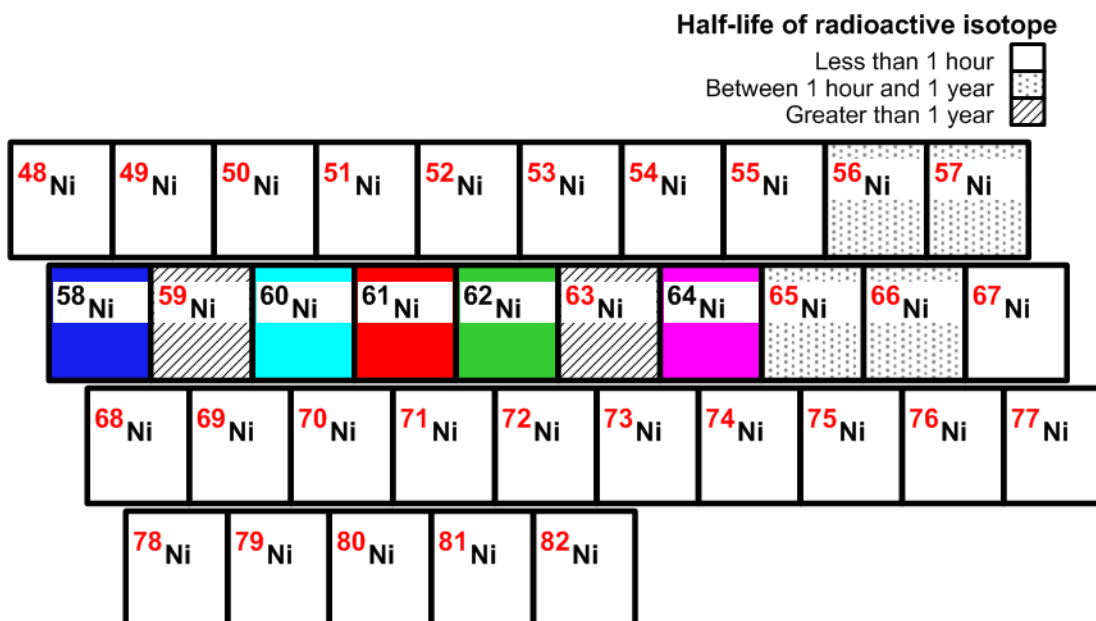 Half-life of radioactive isotope
Less than 1 hour
Between 1 hour and 1 year
Greater than 1 year
48Ni 49Ni 50Ni 51Ni 52Ni 53Ni 54Ni 55Ni 56Ni 57Ni
58Ni 59Ni 60Ni 61Ni 62Ni 63Ni 64Ni 65Ni 66Ni 67Ni
68Ni 69Ni 70Ni 71Ni 72Ni 73Ni 74Ni 75Ni 76Ni 77Ni
78Ni 79Ni 80Ni 81Ni 82Ni